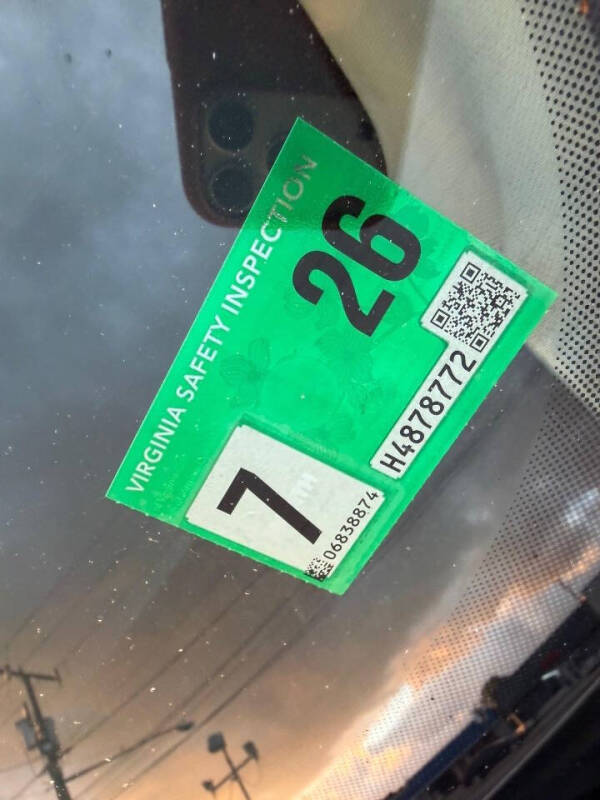 VIRGINIA SAFETY INSPECTION
26
7
H4878772
06838874